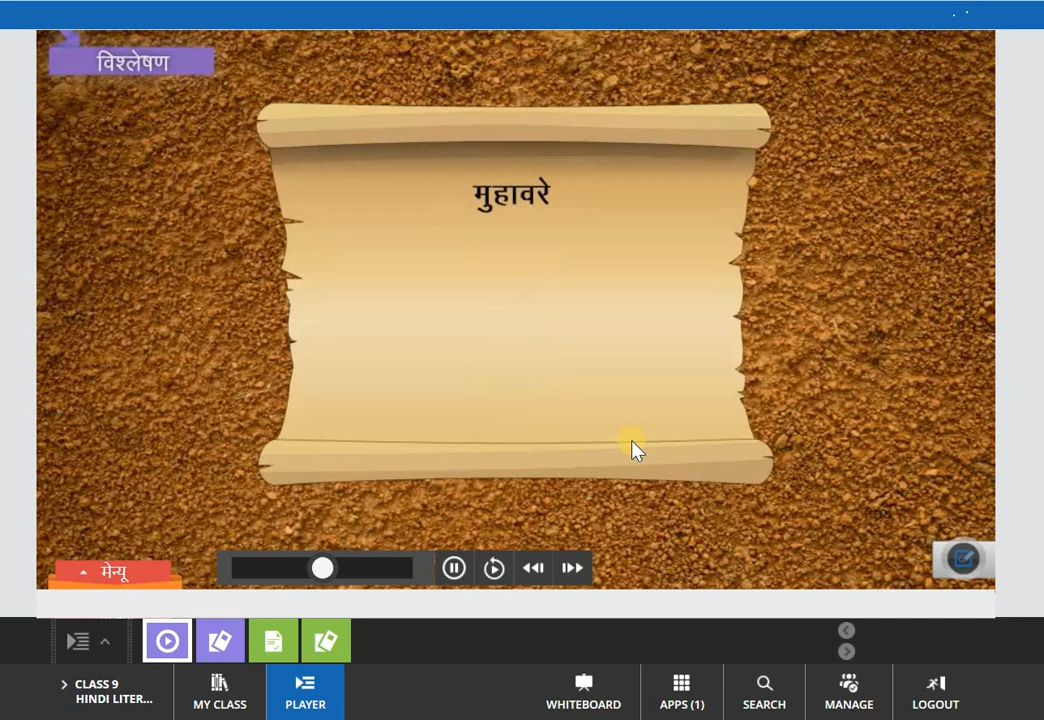 विश्लेषण
मुहावरे
मेन्यू
CLASS 9
HINDI LITER...
MY CLASS
PLAYER
WHITEBOARD
APPS (1)
SEARCH
MANAGE
LOGOUT